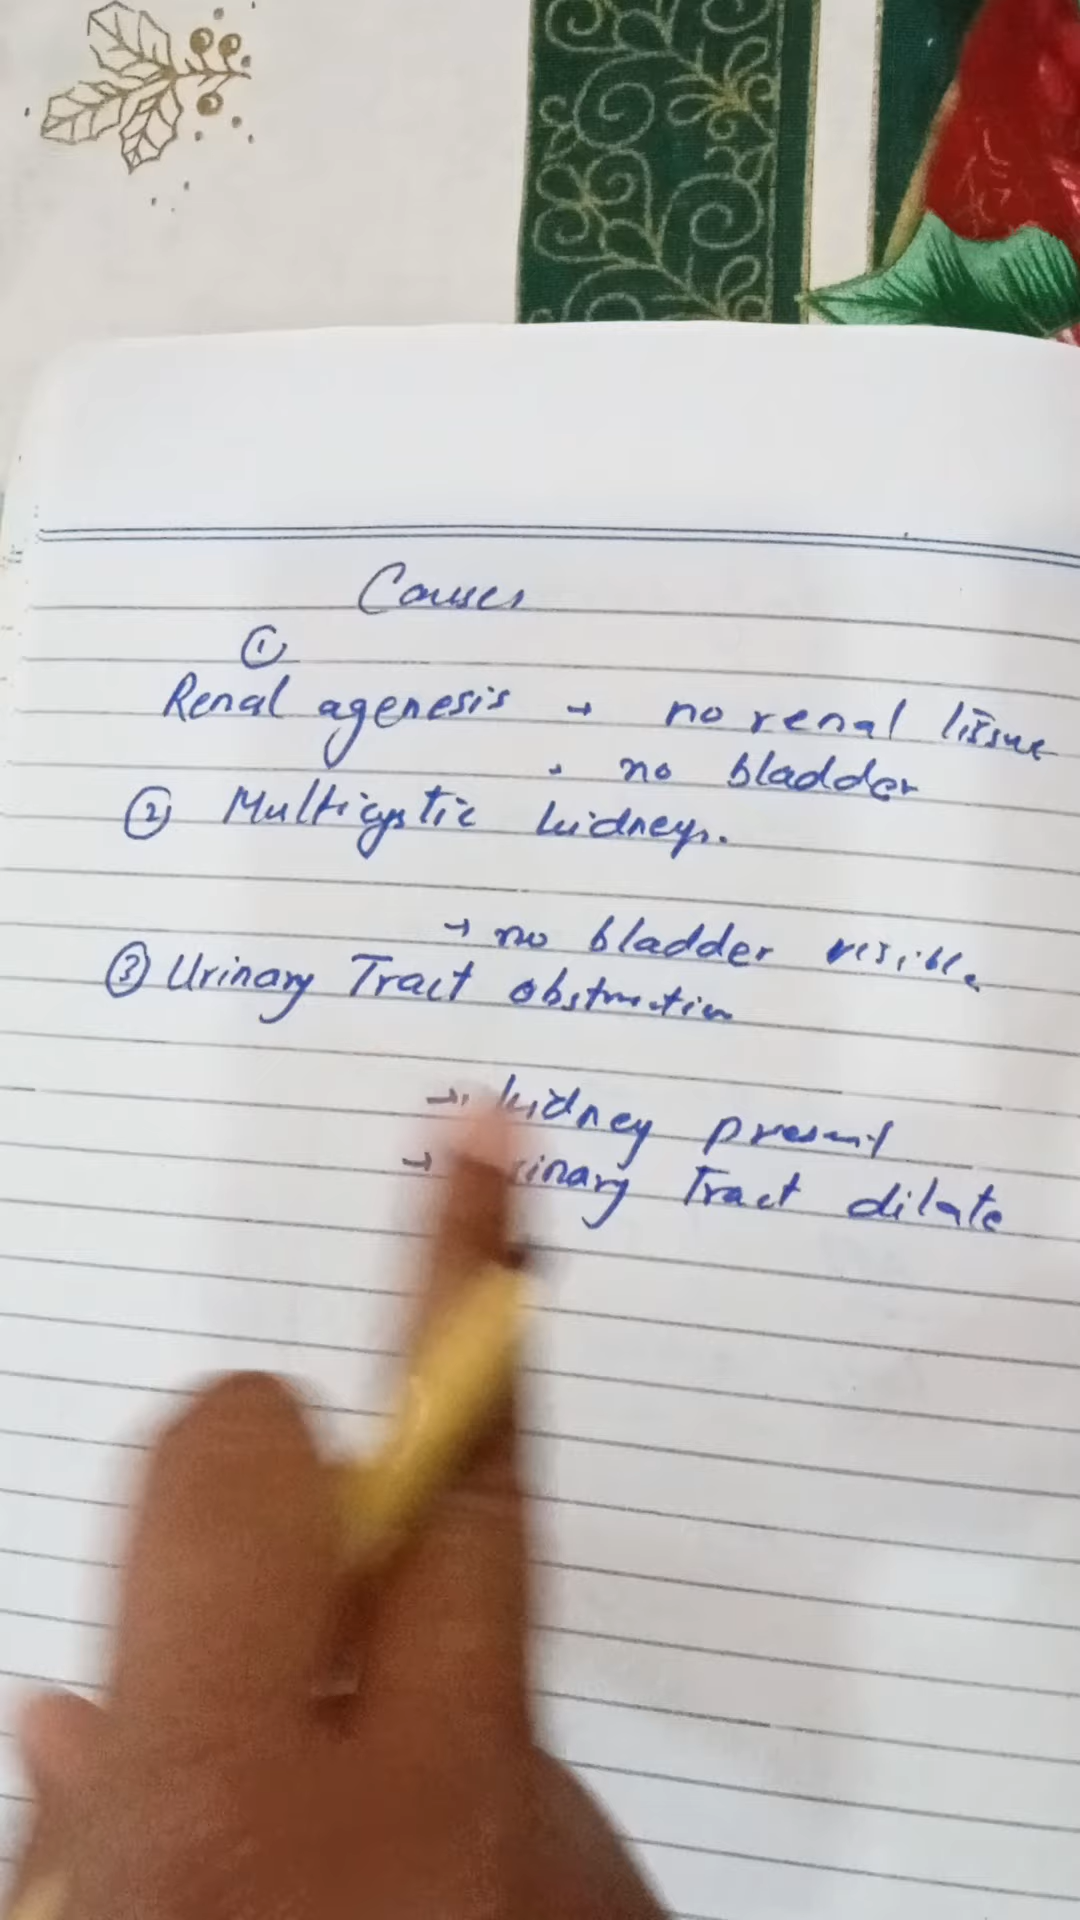 Causes
①
Renal agenesis → no renal tissue
• no bladder
② Multicystic kidneys.
→ no bladder visible
③ Urinary Tract obstruction
→ kidney present
→ Tract dilate